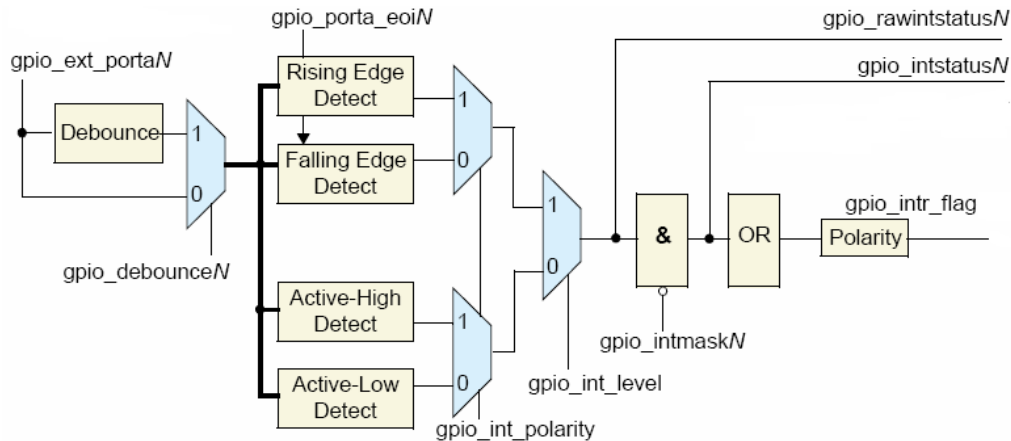 gpio_porta_eoiN
gpio_rawintstatusN
gpio_ext_portaN
gpio_intstatusN
Rising Edge
Detect
1
Debounce
1
0
Falling Edge
Detect
0
gpio_debounceN
1
0
&
OR
gpio_intr_flag
Polarity
Active-High
Detect
1
gpio_intmaskN
Active-Low
Detect
0
gpio_int_level
gpio_int_polarity